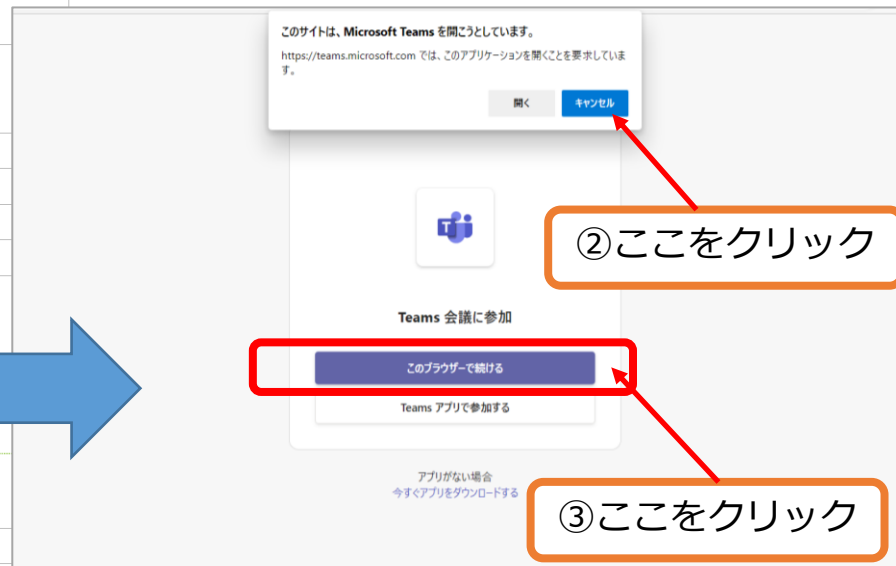 このサイトは、Microsoft Teams を開こうとしています。
https://teams.microsoft.com では、このアプリケーションを開くことを要求していま
す。
開く
キャンセル
②ここをクリック
Teams 会議に参加
このブラウザーで続ける
Teams アプリで参加する
アプリがない場合
今すぐアプリをダウンロードする
③ここをクリック